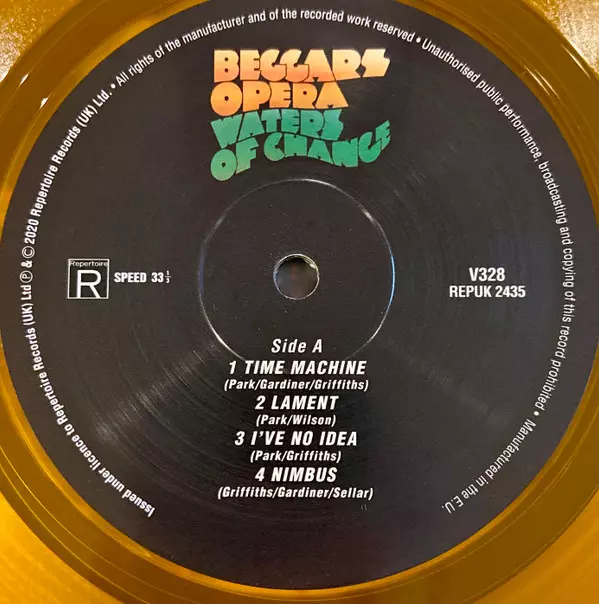 BEGGARS
OPERA
WATERS
OF CHANGE
Repertoire
R
SPEED 33 1/3
V328
REPUK 2435
Side A
1 TIME MACHINE
(Park/Gardiner/Griffiths)
2 LAMENT
(Park/Wilson)
3 I'VE NO IDEA
(Park/Griffiths)
4 NIMBUS
(Griffiths/Gardiner/Sellar)
Issued under licence to Repertoire Records (UK) Ltd ℗ & © 2020 Repertoire Records (UK) Ltd. • All rights of the manufacturer and of the recorded work reserved • Unauthorised public performance, broadcasting and copying of this record prohibited • Manufactured in the E.U.